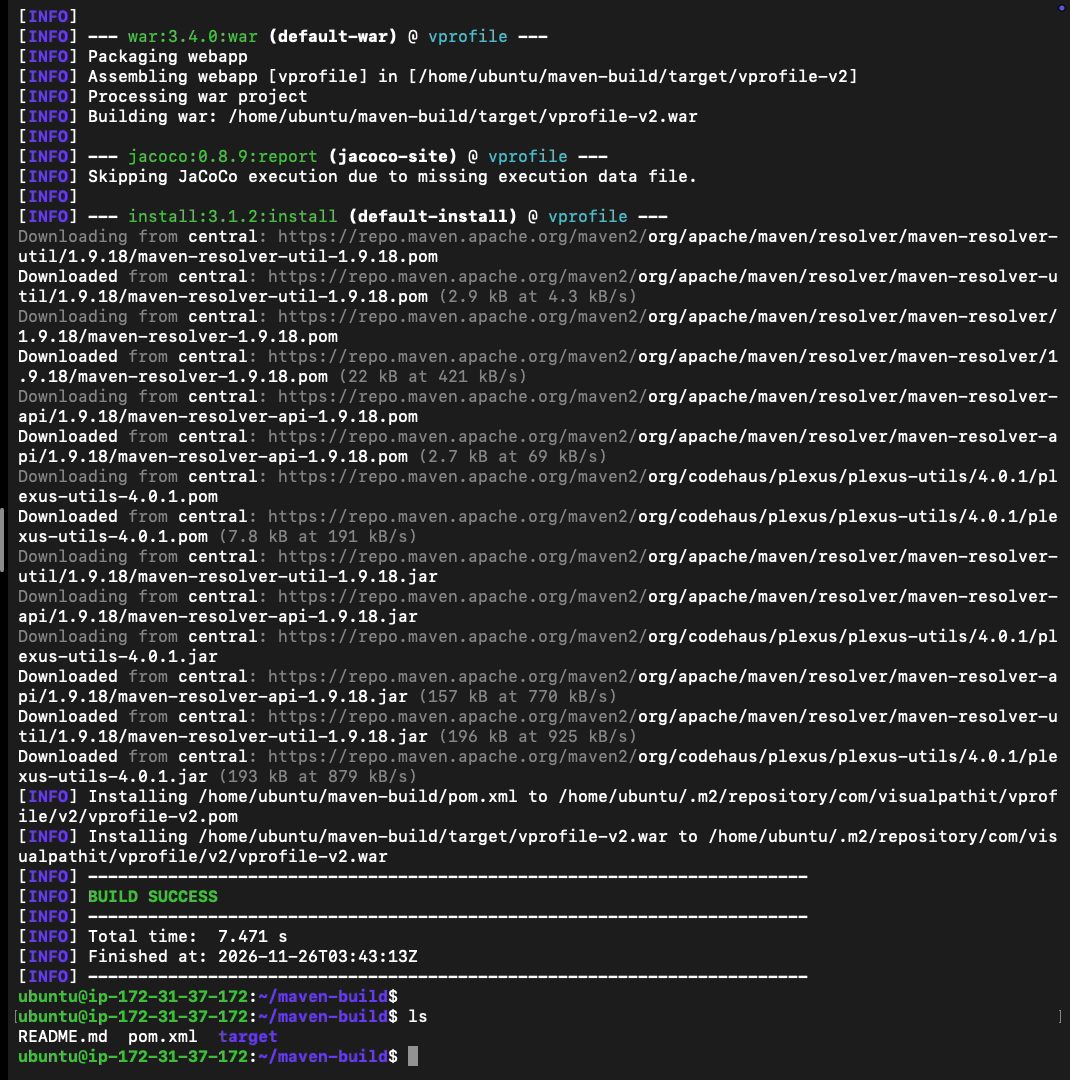 [INFO]
[INFO] --- war:3.4.0:war (default-war) @ vprofile ---
[INFO] Packaging webapp
[INFO] Assembling webapp [vprofile] in [/home/ubuntu/maven-build/target/vprofile-v2]
[INFO] Processing war project
[INFO] Building war: /home/ubuntu/maven-build/target/vprofile-v2.war
[INFO]
[INFO] --- jacoco:0.8.9:report (jacoco-site) @ vprofile ---
[INFO] Skipping JaCoCo execution due to missing execution data file.
[INFO]
[INFO] --- install:3.1.2:install (default-install) @ vprofile ---
Downloading from central: https://repo.maven.apache.org/maven2/org/apache/maven/resolver/maven-resolver-
util/1.9.18/maven-resolver-util-1.9.18.pom
Downloaded from central: https://repo.maven.apache.org/maven2/org/apache/maven/resolver/maven-resolver-u
til/1.9.18/maven-resolver-util-1.9.18.pom (2.9 kB at 4.3 kB/s)
Downloading from central: https://repo.maven.apache.org/maven2/org/apache/maven/resolver/maven-resolver/
1.9.18/maven-resolver-1.9.18.pom
Downloaded from central: https://repo.maven.apache.org/maven2/org/apache/maven/resolver/maven-resolver/1
.9.18/maven-resolver-1.9.18.pom (22 kB at 421 kB/s)
Downloading from central: https://repo.maven.apache.org/maven2/org/apache/maven/resolver/maven-resolver-
api/1.9.18/maven-resolver-api-1.9.18.pom
Downloaded from central: https://repo.maven.apache.org/maven2/org/apache/maven/resolver/maven-resolver-a
pi/1.9.18/maven-resolver-api-1.9.18.pom (2.7 kB at 69 kB/s)
Downloading from central: https://repo.maven.apache.org/maven2/org/codehaus/plexus/plexus-utils/4.0.1/pl
exus-utils-4.0.1.pom
Downloaded from central: https://repo.maven.apache.org/maven2/org/codehaus/plexus/plexus-utils/4.0.1/ple
xus-utils-4.0.1.pom (7.8 kB at 191 kB/s)
Downloading from central: https://repo.maven.apache.org/maven2/org/apache/maven/resolver/maven-resolver-
util/1.9.18/maven-resolver-util-1.9.18.jar
Downloading from central: https://repo.maven.apache.org/maven2/org/apache/maven/resolver/maven-resolver-
api/1.9.18/maven-resolver-api-1.9.18.jar
Downloading from central: https://repo.maven.apache.org/maven2/org/codehaus/plexus/plexus-utils/4.0.1/pl
exus-utils-4.0.1.jar
Downloaded from central: https://repo.maven.apache.org/maven2/org/apache/maven/resolver/maven-resolver-a
pi/1.9.18/maven-resolver-api-1.9.18.jar (157 kB at 770 kB/s)
Downloaded from central: https://repo.maven.apache.org/maven2/org/apache/maven/resolver/maven-resolver-u
til/1.9.18/maven-resolver-util-1.9.18.jar (196 kB at 925 kB/s)
Downloaded from central: https://repo.maven.apache.org/maven2/org/codehaus/plexus/plexus-utils/4.0.1/ple
xus-utils-4.0.1.jar (193 kB at 879 kB/s)
[INFO] Installing /home/ubuntu/maven-build/pom.xml to /home/ubuntu/.m2/repository/com/visualpathit/vprof
ile/v2/vprofile-v2.pom
[INFO] Installing /home/ubuntu/maven-build/target/vprofile-v2.war to /home/ubuntu/.m2/repository/com/vis
ualpathit/vprofile/v2/vprofile-v2.war
[INFO] ------------------------------------------------------------------------
[INFO] BUILD SUCCESS
[INFO] ------------------------------------------------------------------------
[INFO] Total time:  7.471 s
[INFO] Finished at: 2026-11-26T03:43:13Z
[INFO] ------------------------------------------------------------------------
ubuntu@ip-172-31-37-172:~/maven-build$
[ubuntu@ip-172-31-37-172:~/maven-build$ ls ]
README.md  pom.xml  target
ubuntu@ip-172-31-37-172:~/maven-build$